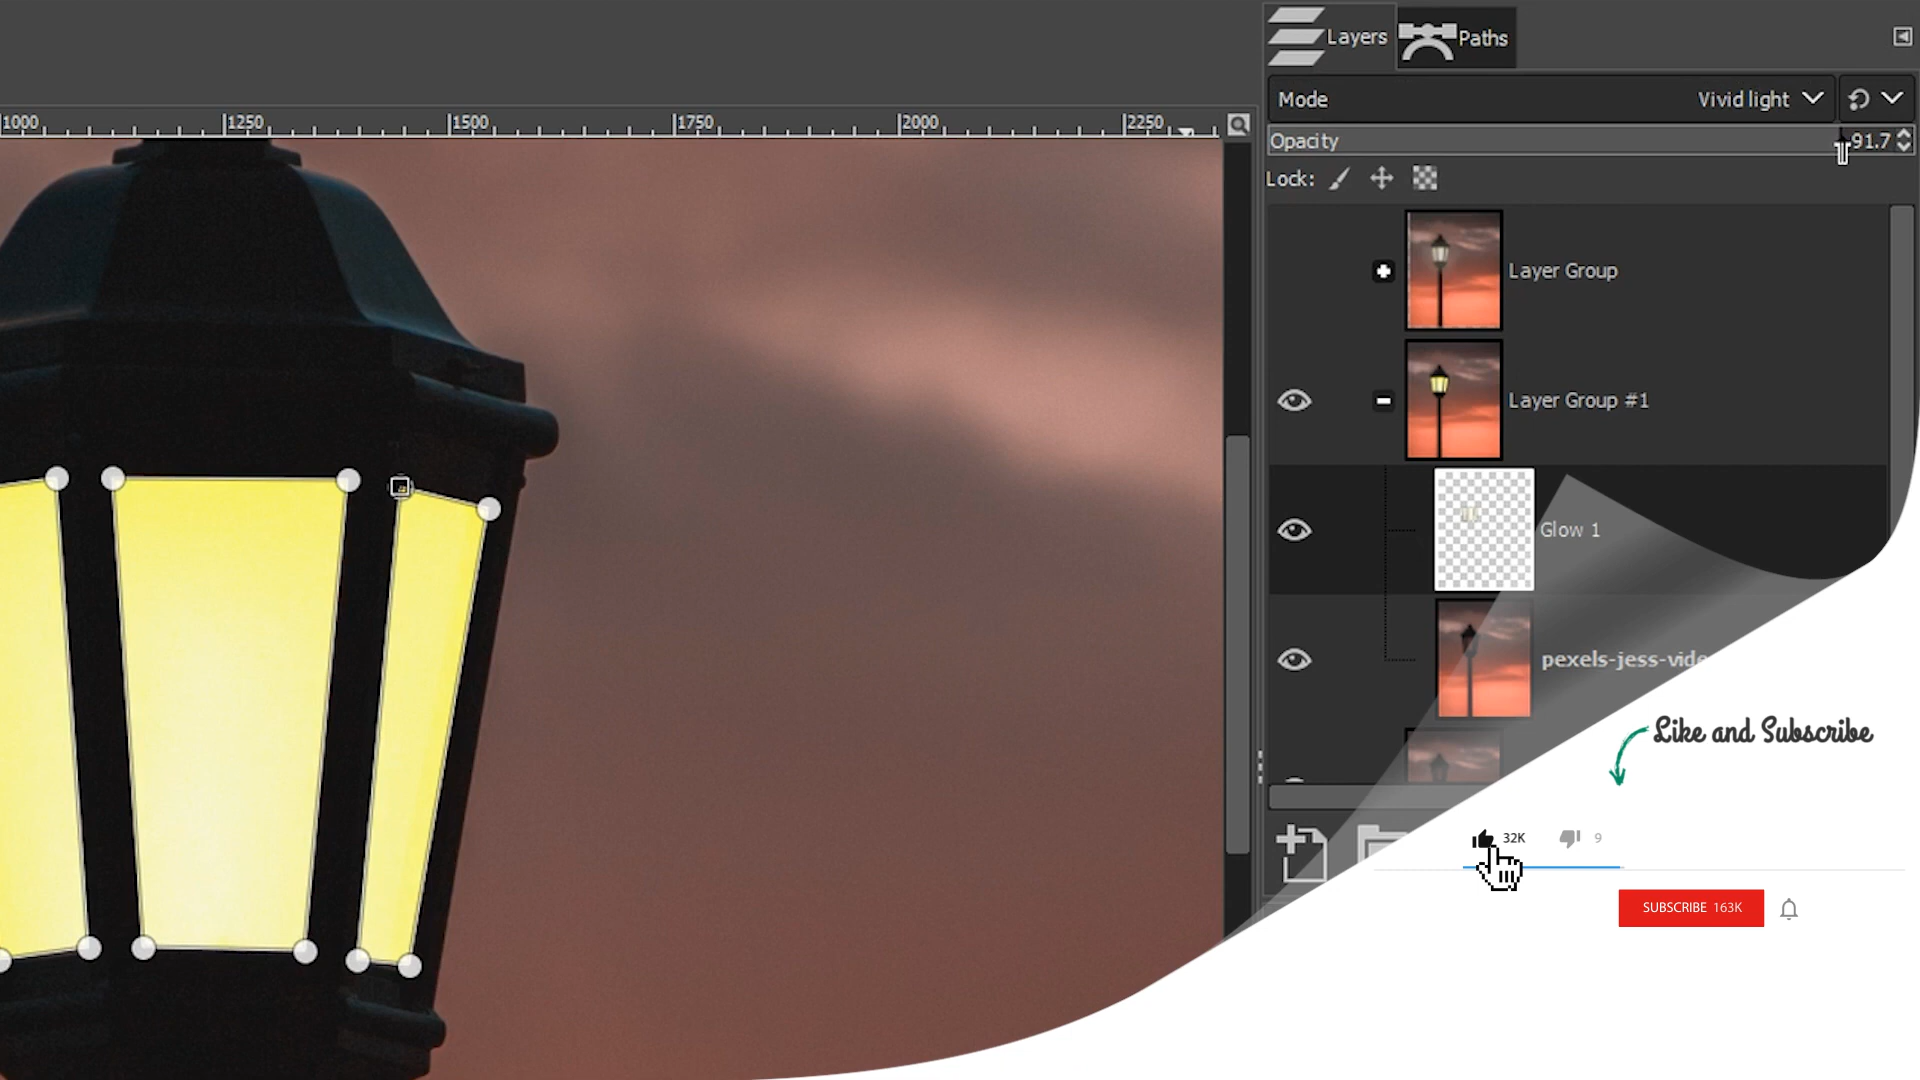 Layers
Paths
Mode
Vivid light
1000
1250
1500
1750
2000
2250
Opacity
91.7
Lock:
Layer Group
Layer Group #1
Glow 1
pexels-jess-vide
Like and Subscribe
32K
9
SUBSCRIBE 163K